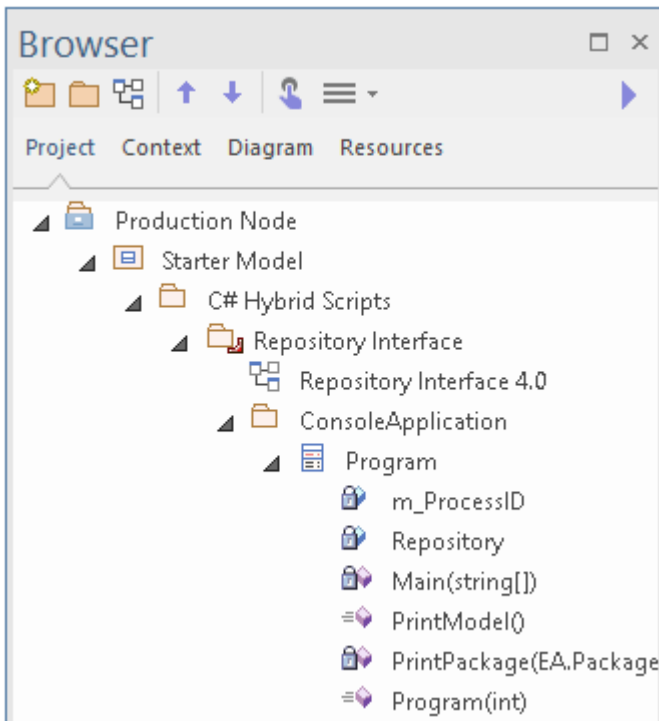 Browser
Project Context Diagram Resources
Production Node
Starter Model
C# Hybrid Scripts
Repository Interface
Repository Interface 4.0
ConsoleApplication
Program
m_ProcessID
Repository
Main(string[])
PrintModel()
PrintPackage(EA.Package
Program(int)